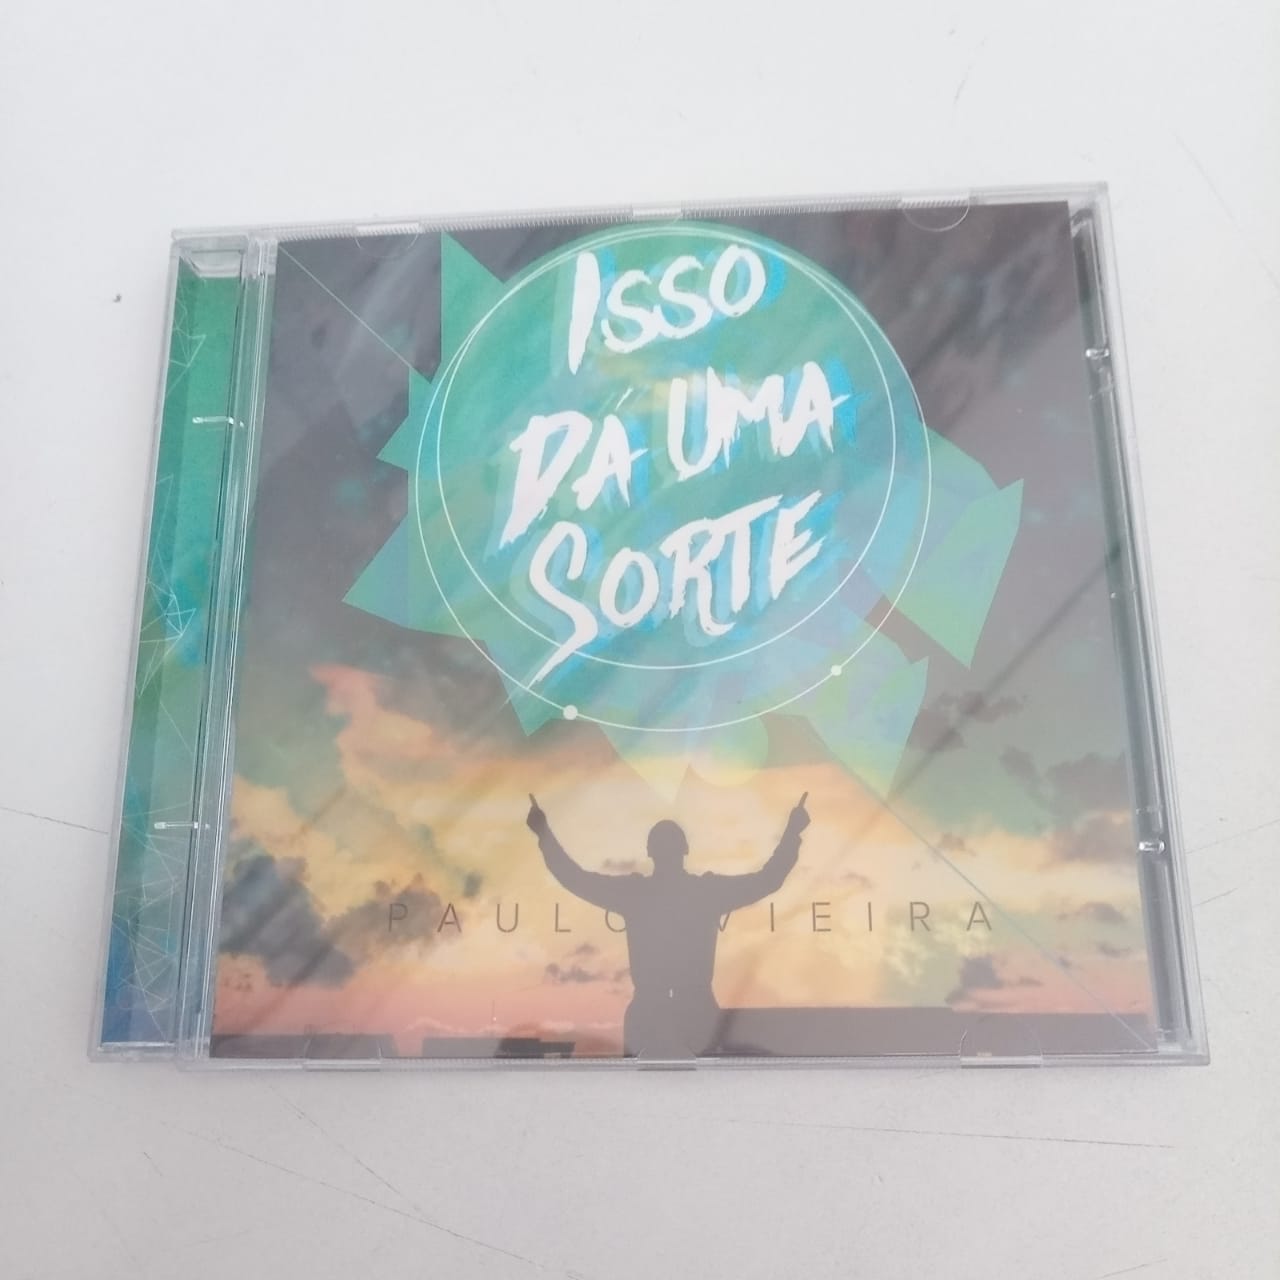 ISSO
DÁ UMA
SORTE
PAULO VIEIRA